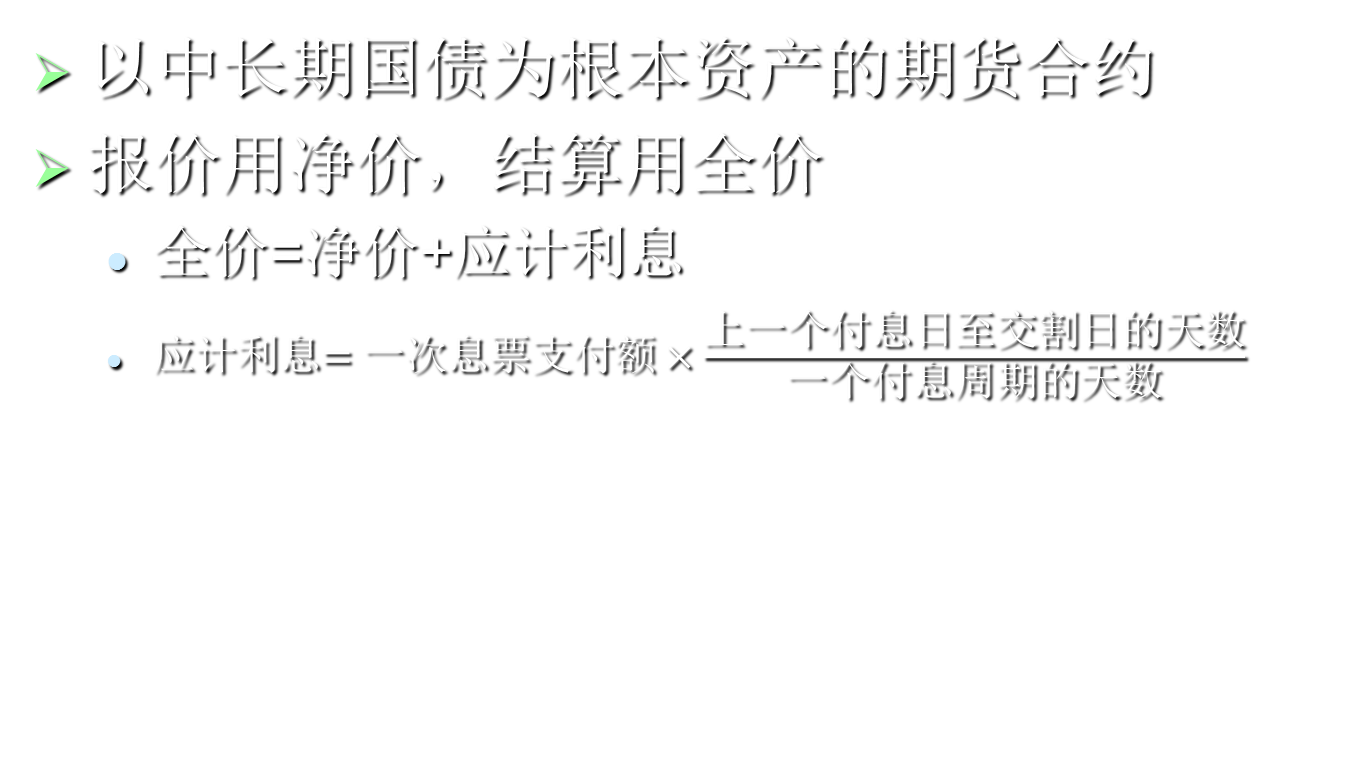 ➢ 以中长期国债为根本资产的期货合约
➢ 报价用净价，结算用全价
• 全价=净价+应计利息
• 应计利息= 一次息票支付额 × 上一个付息日至交割日的天数
一个付息周期的天数